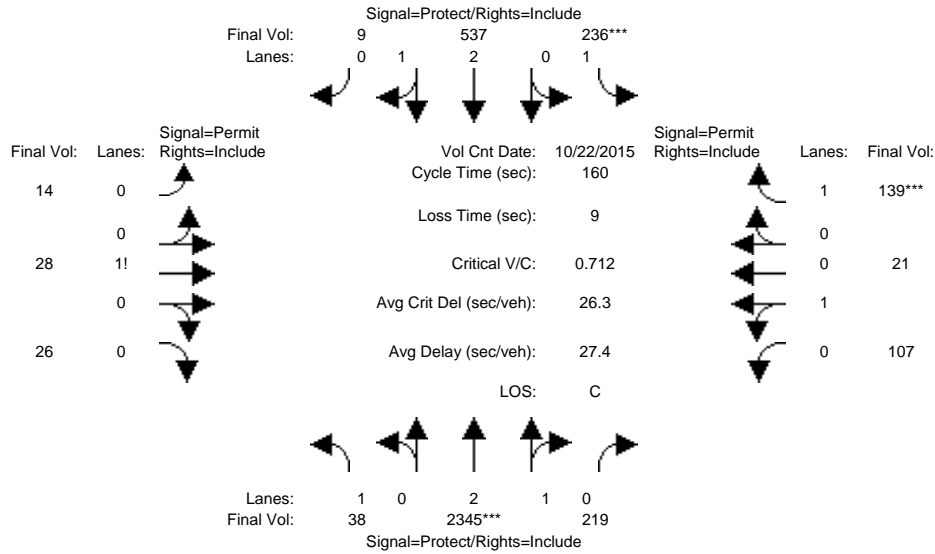 Signal=Protect/Rights=Include
Final Vol: 9 537 236***
Lanes: 0 1 2 0 1
Signal=Permit
Final Vol: Lanes: Rights=Include
Vol Cnt Date: 10/22/2015
Signal=Permit
Rights=Include Lanes: Final Vol:
Cycle Time (sec): 160
14 0
1 139***
Loss Time (sec): 9
0
0
28 1!
Critical V/C: 0.712
0 21
0
Avg Crit Del (sec/veh): 26.3
1
26 0
Avg Delay (sec/veh): 27.4
0 107
LOS: C
Lanes: 1 0 2 1 0
Final Vol: 38 2345*** 219
Signal=Protect/Rights=Include